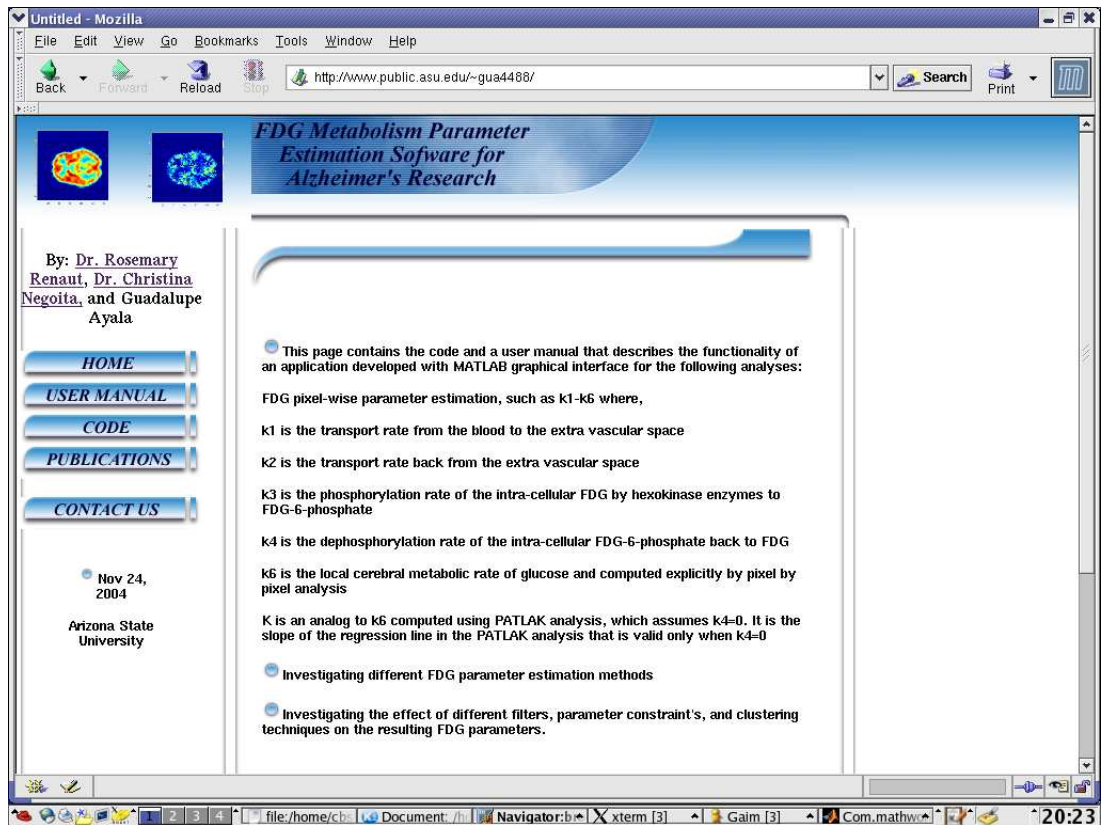 Untitled - Mozilla
File Edit View Go Bookmarks Tools Window Help
Back Forward Reload Stop http://www.public.asu.edu/~gua4488/ Search Print
FDG Metabolism Parameter
Estimation Sofware for
Alzheimer's Research
By: Dr. Rosemary
Renaut, Dr. Christina
Negoita, and Guadalupe
Ayala
HOME
USER MANUAL
CODE
PUBLICATIONS
CONTACT US
Nov 24,
2004
Arizona State
University
This page contains the code and a user manual that describes the functionality of
an application developed with MATLAB graphical interface for the following analyses:
FDG pixel-wise parameter estimation, such as k1-k6 where,
k1 is the transport rate from the blood to the extra vascular space
k2 is the transport rate back from the extra vascular space
k3 is the phosphorylation rate of the intra-cellular FDG by hexokinase enzymes to
FDG-6-phosphate
k4 is the dephosphorylation rate of the intra-cellular FDG-6-phosphate back to FDG
k6 is the local cerebral metabolic rate of glucose and computed explicitly by pixel by
pixel analysis
K is an analog to k6 computed using PATLAK analysis, which assumes k4=0. It is the
slope of the regression line in the PATLAK analysis that is valid only when k4=0
Investigating different FDG parameter estimation methods
Investigating the effect of different filters, parameter constraint's, and clustering
techniques on the resulting FDG parameters.
1 2 3 4 file:/home/cbs Document: /h Navigator:br xterm [3] Gaim [3] Com.mathwo 20:23